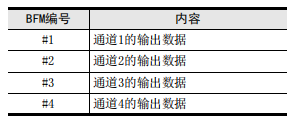 BFM编号 内容
#1 通道1的输出数据
#2 通道2的输出数据
#3 通道3的输出数据
#4 通道4的输出数据